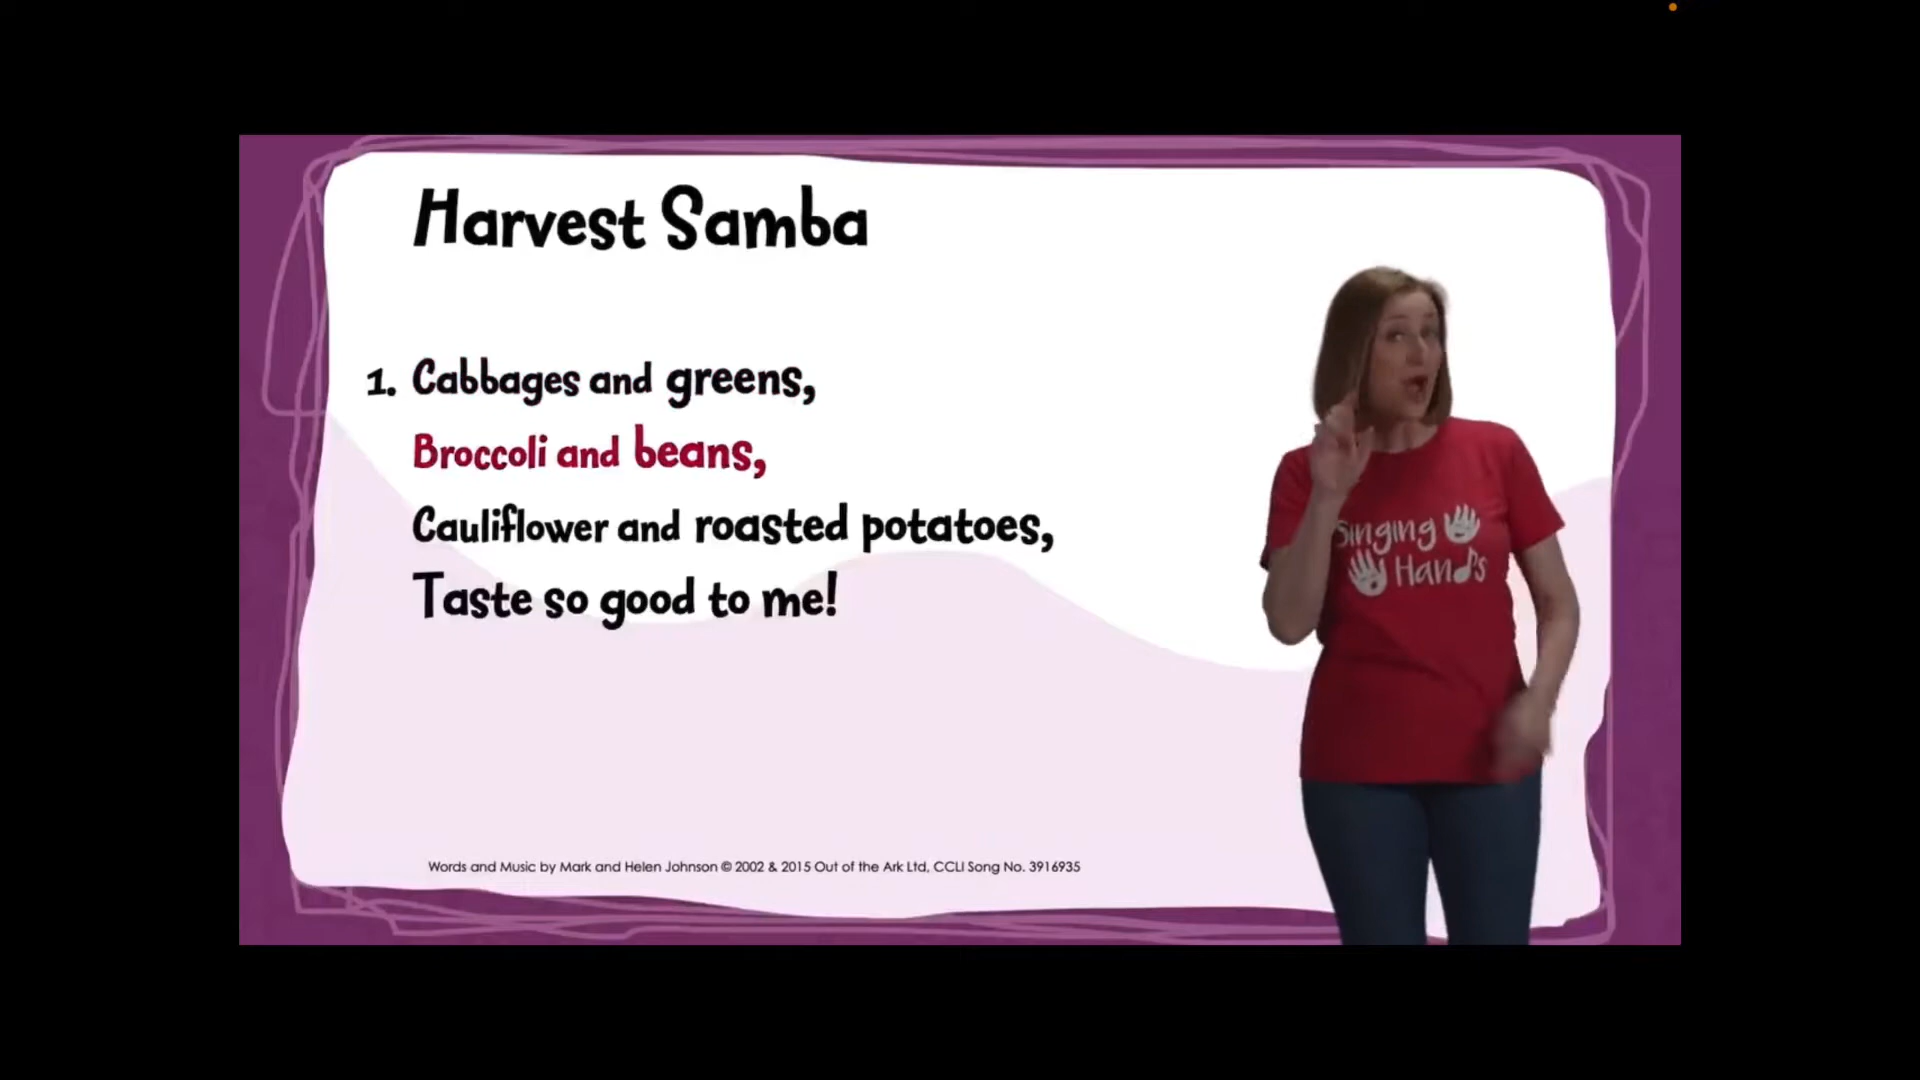 Harvest Samba
1. Cabbages and greens,
Broccoli and beans,
Cauliflower and roasted potatoes,
Taste so good to me!
Singing
Hands
Words and Music by Mark and Helen Johnson © 2002 & 2015 Out of the Ark Ltd, CCLI Song No. 3916935